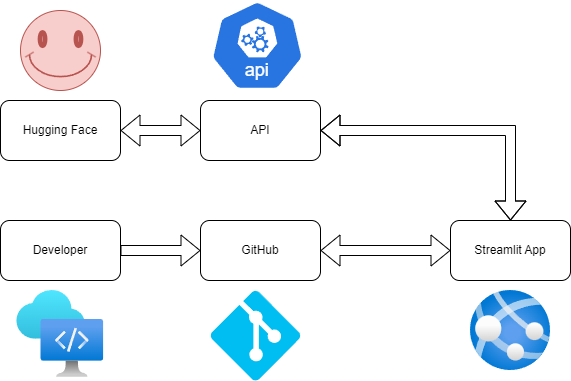 api
Hugging Face
API
Developer
GitHub
Streamlit App